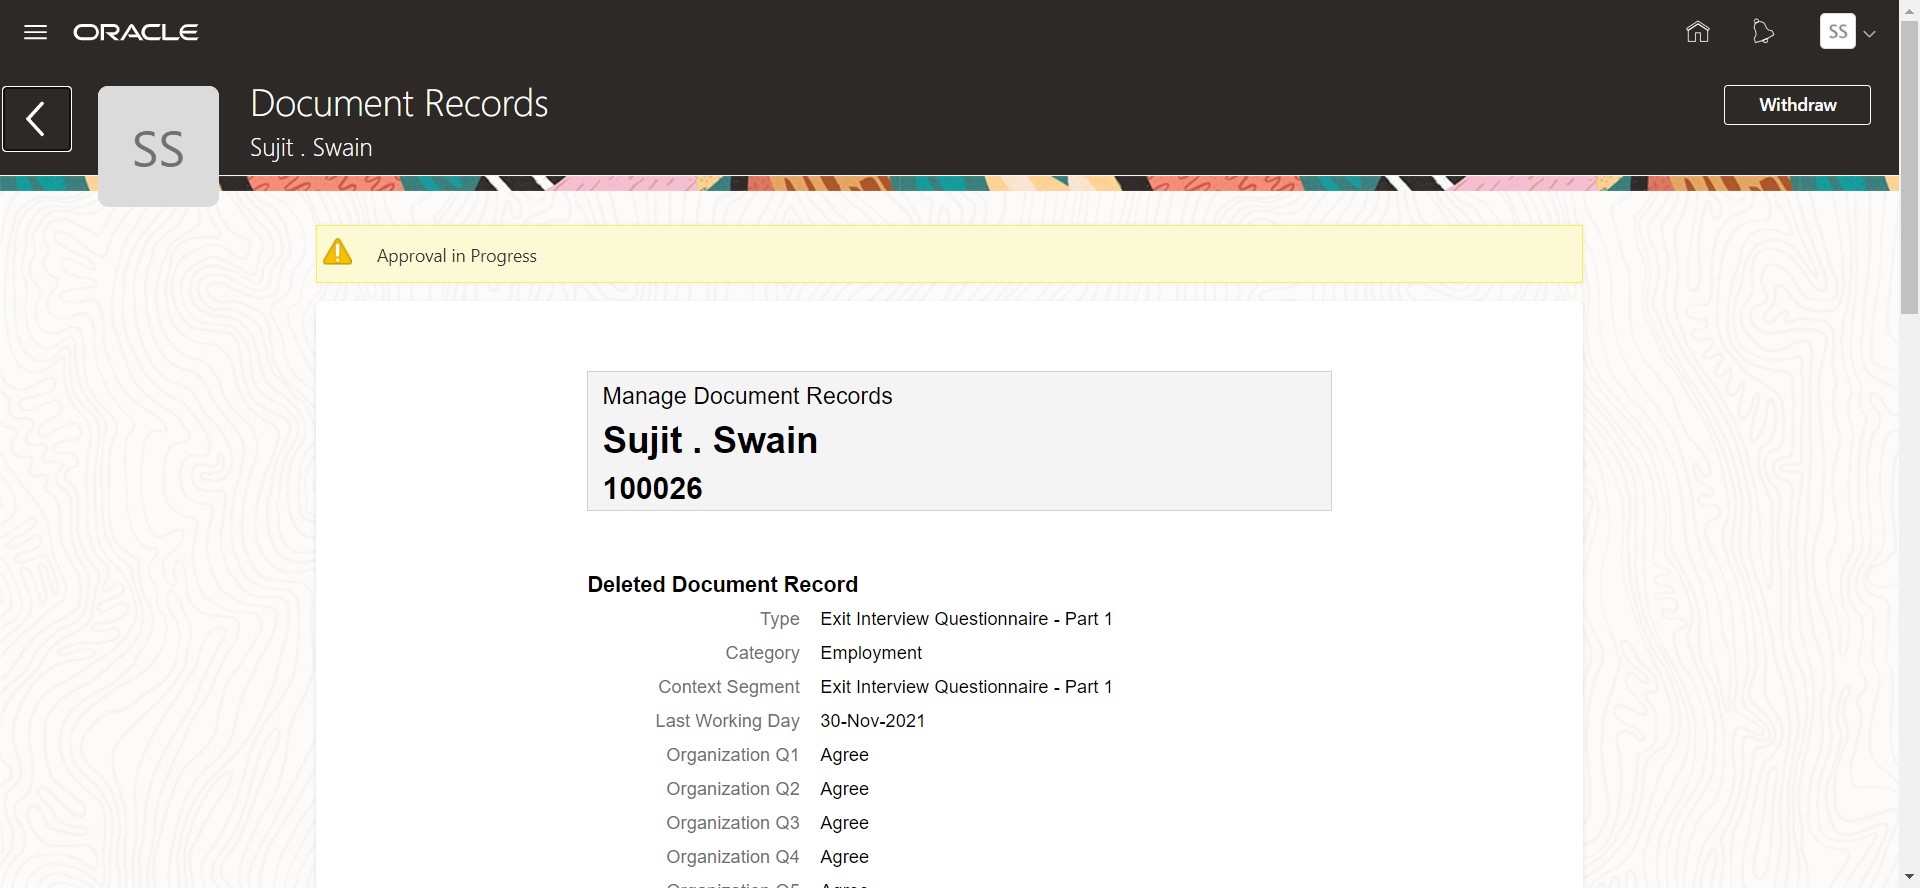 ORACLE
SS
SS
Document Records
Sujit . Swain
Withdraw
Approval in Progress
Manage Document Records
Sujit . Swain
100026
Deleted Document Record
Type Exit Interview Questionnaire - Part 1
Category Employment
Context Segment Exit Interview Questionnaire - Part 1
Last Working Day 30-Nov-2021
Organization Q1 Agree
Organization Q2 Agree
Organization Q3 Agree
Organization Q4 Agree